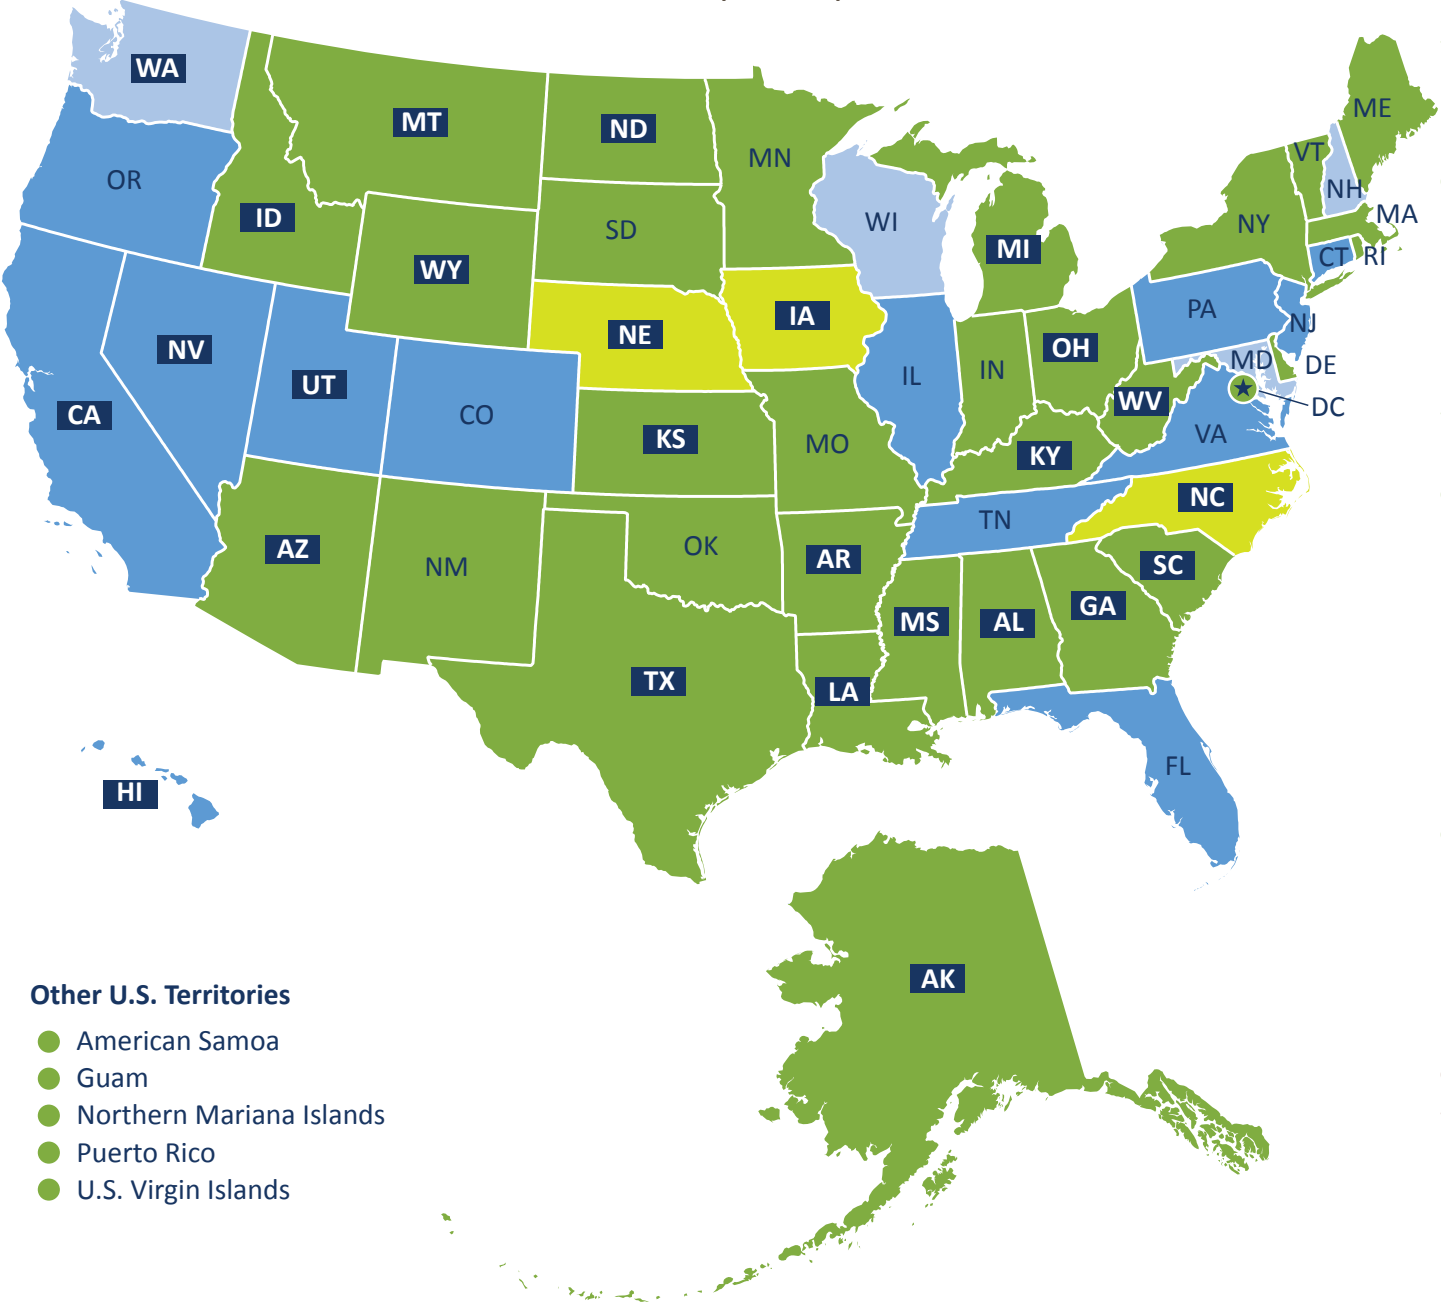 WA
MT
ND
MN
ME
VT
NH
OR
ID
SD
WI
MI
NY
MA
WY
CT
RI
NE
IA
PA
NJ
NV
UT
CO
IL
IN
OH
MD
DE
CA
KS
MO
WV
DC
KY
VA
AZ
NM
OK
AR
TN
NC
SC
MS
AL
GA
TX
LA
FL
HI
AK
Other U.S. Territories
American Samoa
Guam
Northern Mariana Islands
Puerto Rico
U.S. Virgin Islands